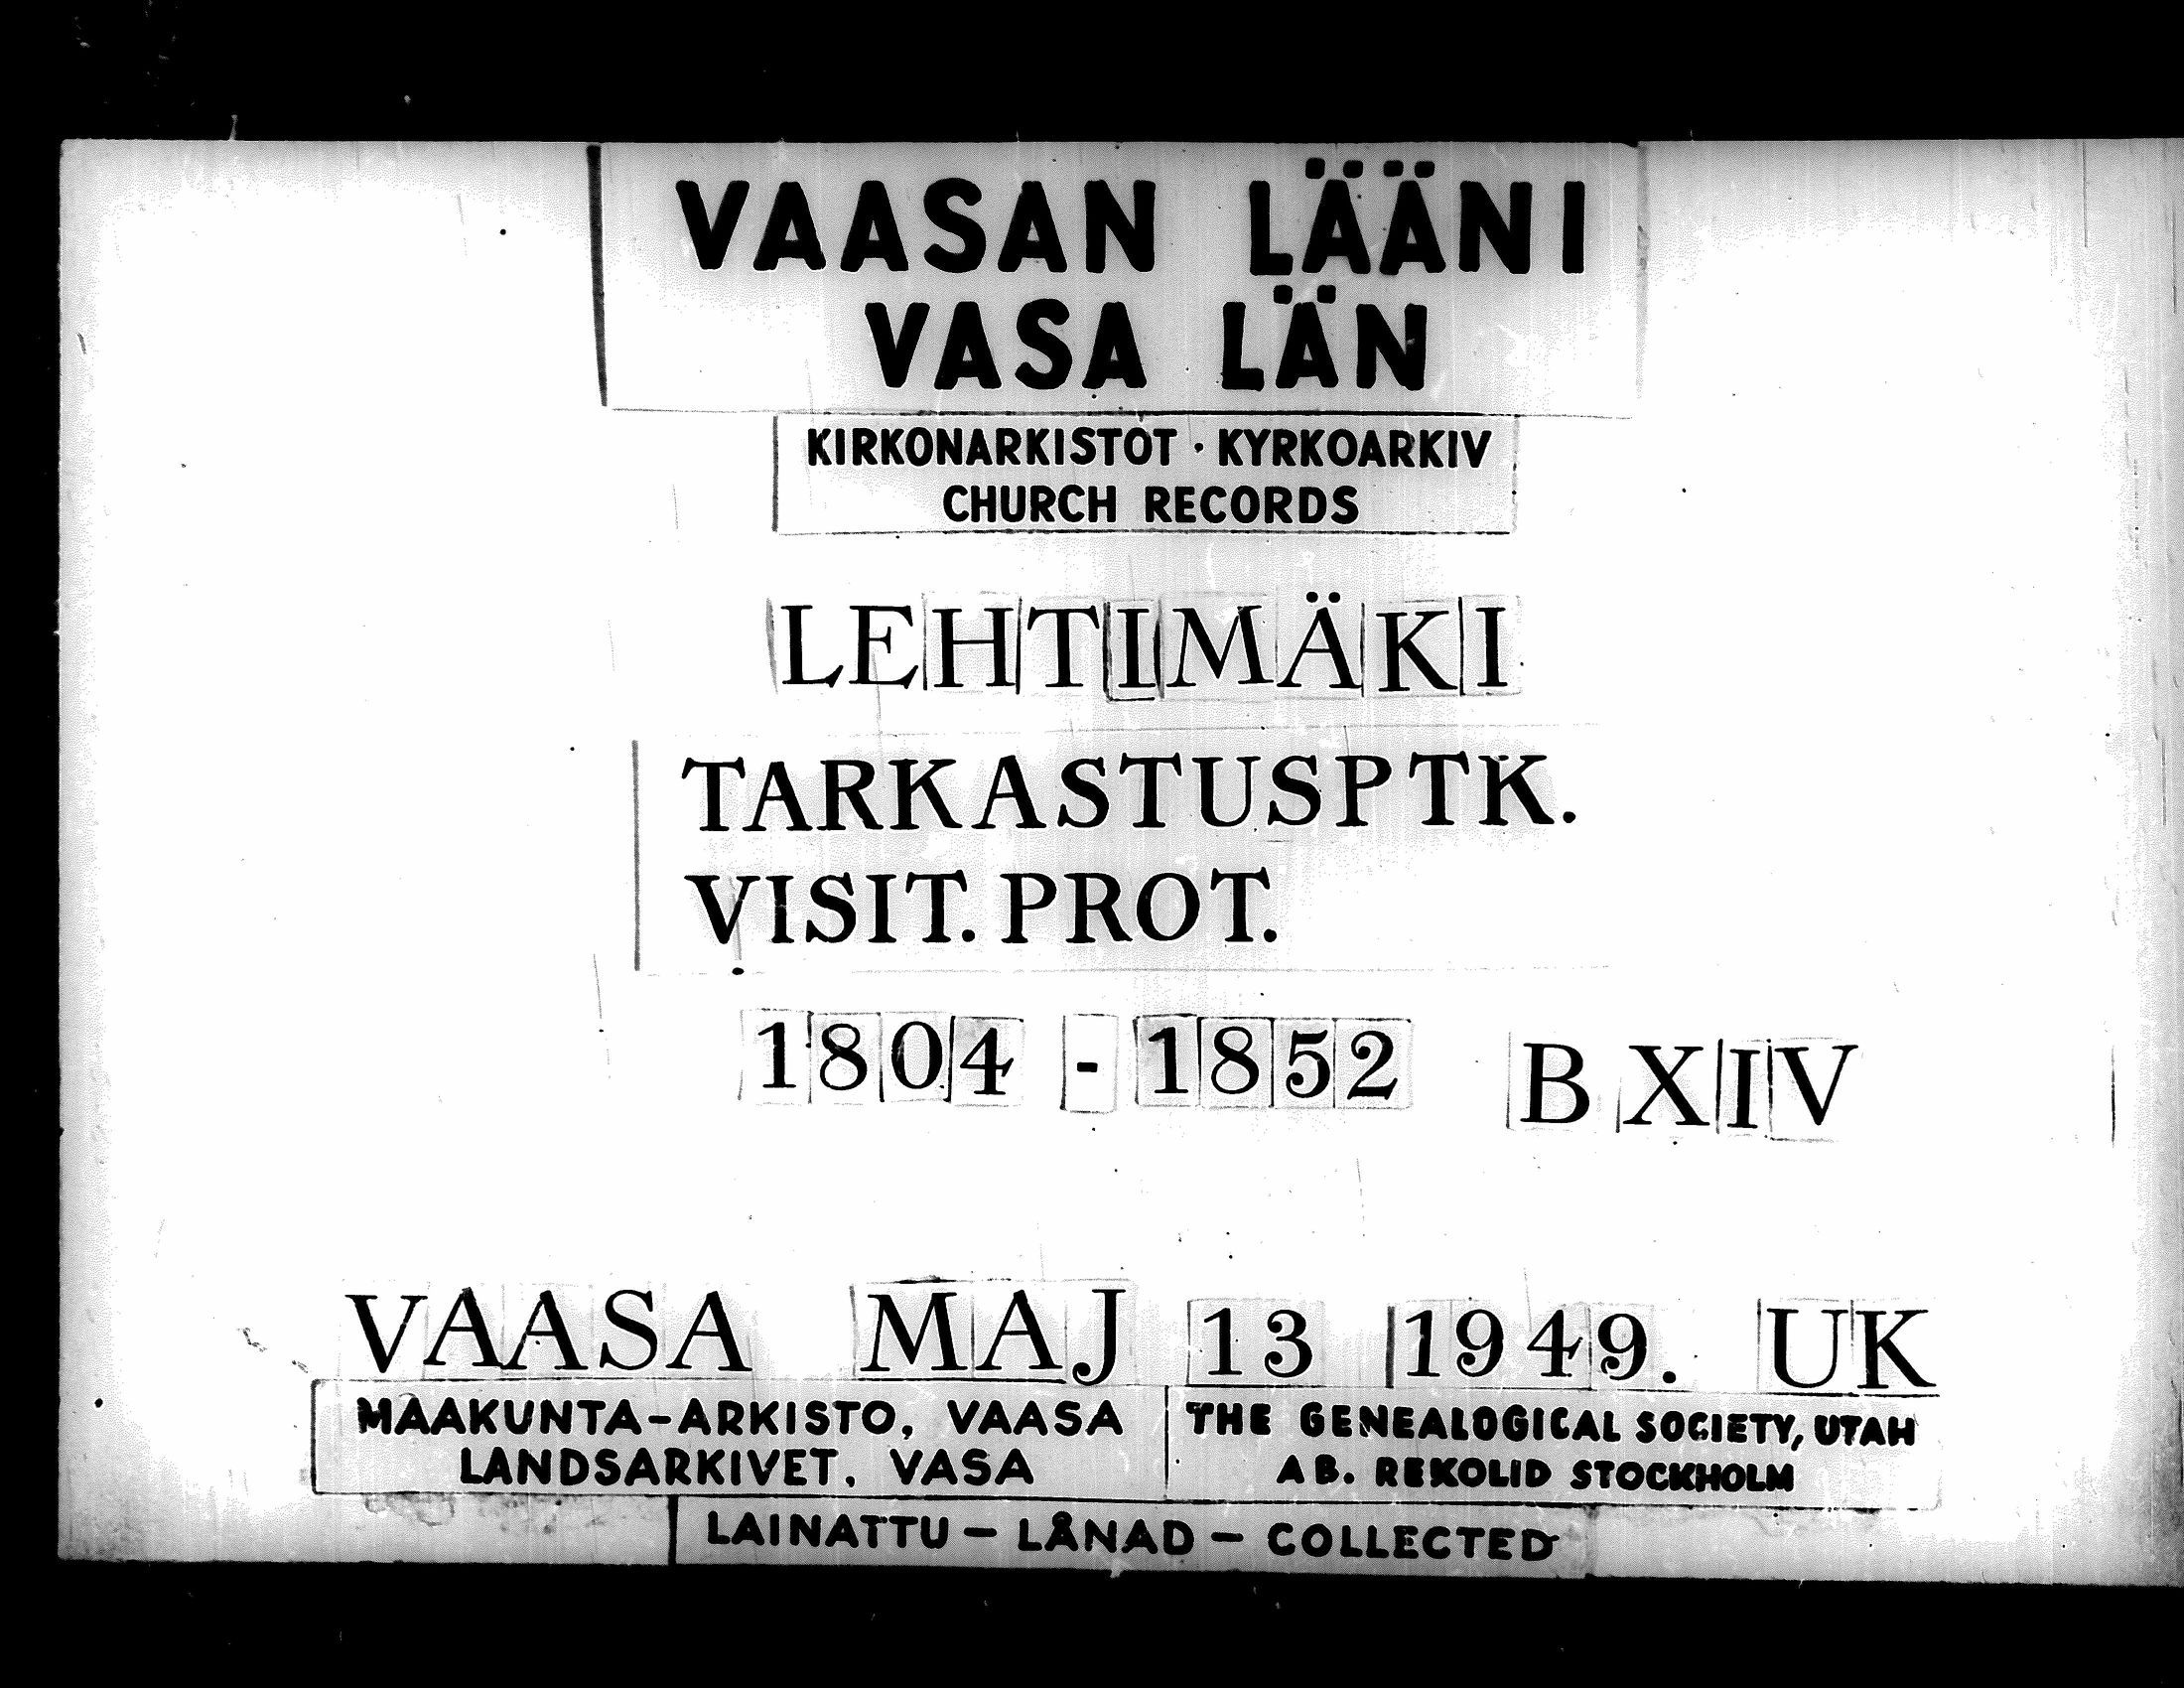 VAASAN LÄÄNI
VASA LÄN
KIRKONARKISTOT · KYRKOARKIV
CHURCH RECORDS
LEHTIMÄKI
TARKASTUSPTK.
VISIT. PROT.
1804 - 1852 B XIV
VAASA MAJ 13 1949. UK
MAAKUNTA-ARKISTO, VAASA
LANDSARKIVET, VASA
THE GENEALOGICAL SOCIETY, UTAH
AB. REKOLID STOCKHOLM
LAINATTU - LÅNAD - COLLECTED